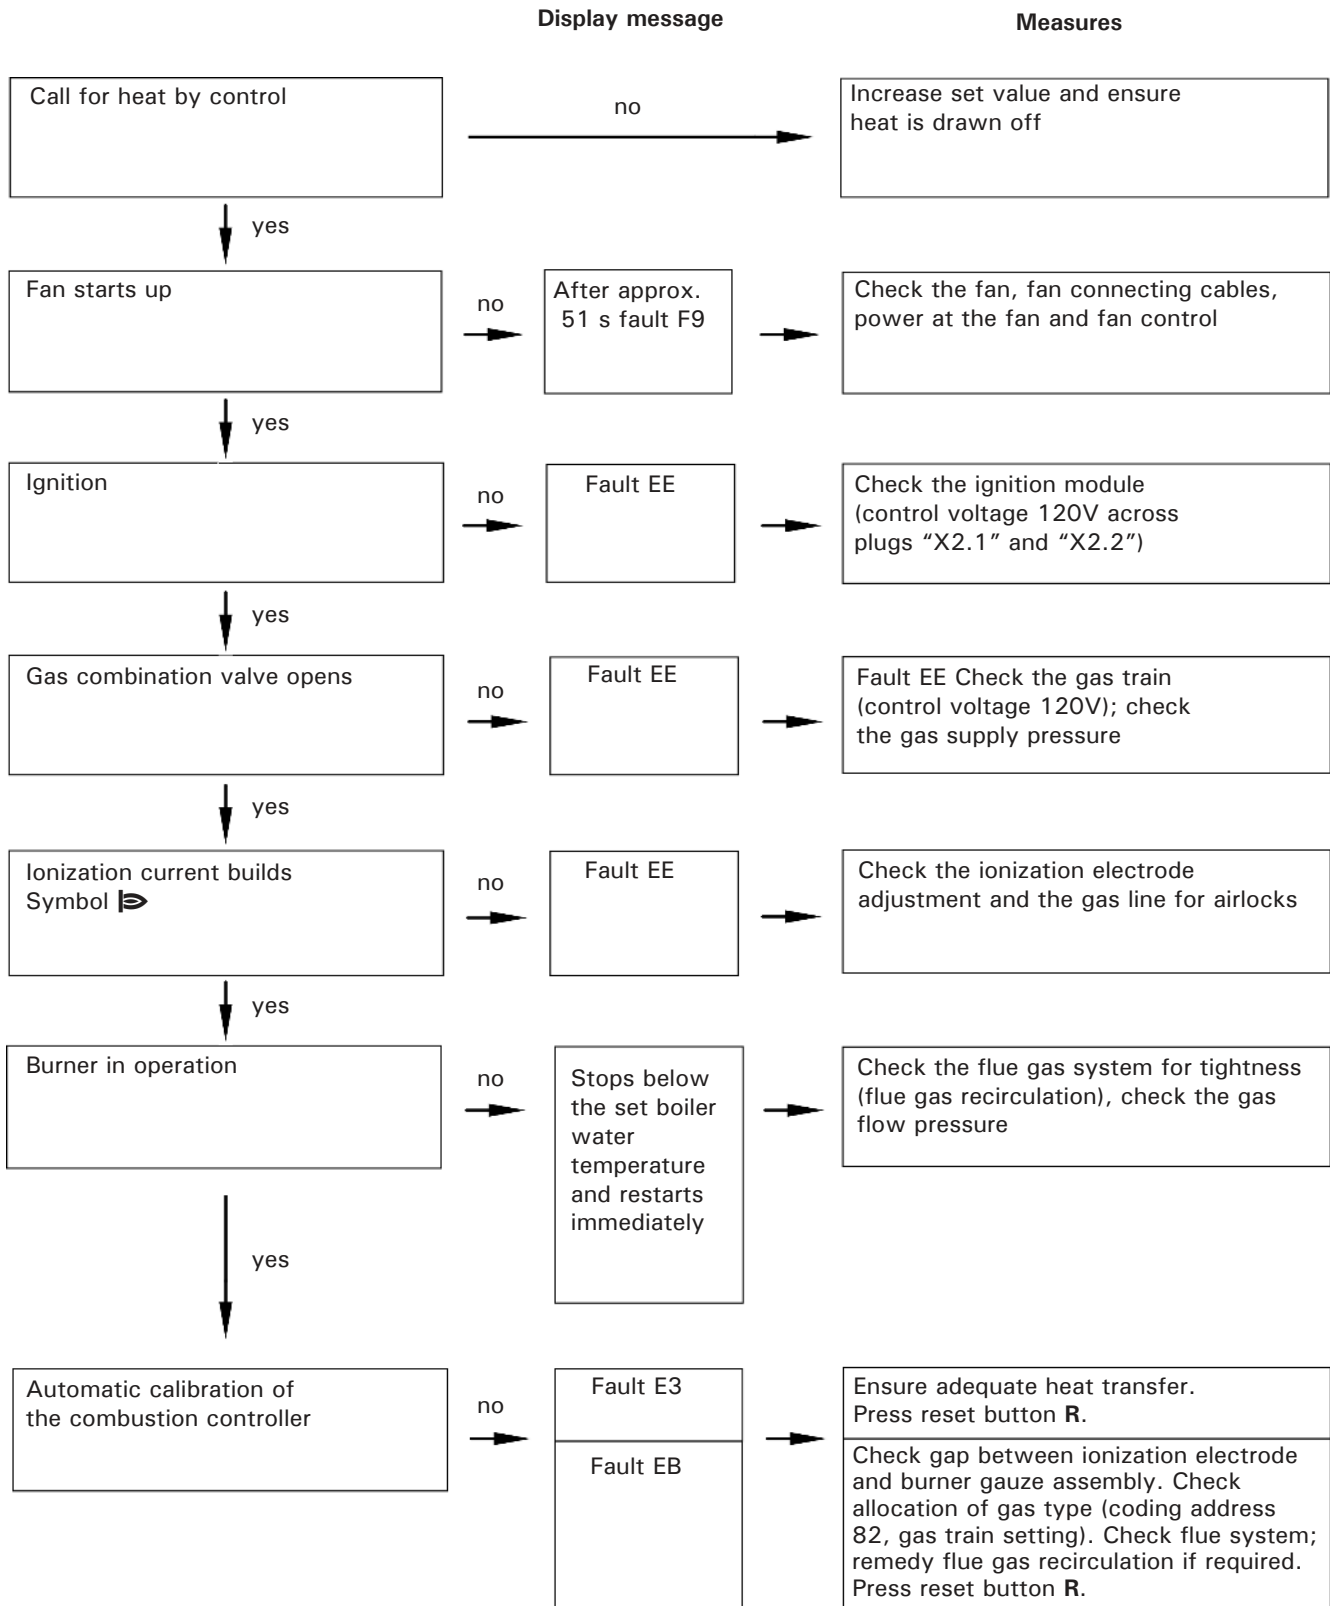 Display message
Measures
Call for heat by control
no
Increase set value and ensure
heat is drawn off
yes
Fan starts up
no
After approx.
51 s fault F9
Check the fan, fan connecting cables,
power at the fan and fan control
yes
Ignition
no
Fault EE
Check the ignition module
(control voltage 120V across
plugs “X2.1” and “X2.2”)
yes
Gas combination valve opens
no
Fault EE
Fault EE Check the gas train
(control voltage 120V); check
the gas supply pressure
yes
Ionization current builds
Symbol
no
Fault EE
Check the ionization electrode
adjustment and the gas line for airlocks
yes
Burner in operation
no
Stops below
the set boiler
water
temperature
and restarts
immediately
Check the flue gas system for tightness
(flue gas recirculation), check the gas
flow pressure
yes
Automatic calibration of
the combustion controller
no
Fault E3
Ensure adequate heat transfer.
Press reset button R.
Fault EB
Check gap between ionization electrode
and burner gauze assembly. Check
allocation of gas type (coding address
82, gas train setting). Check flue system;
remedy flue gas recirculation if required.
Press reset button R.